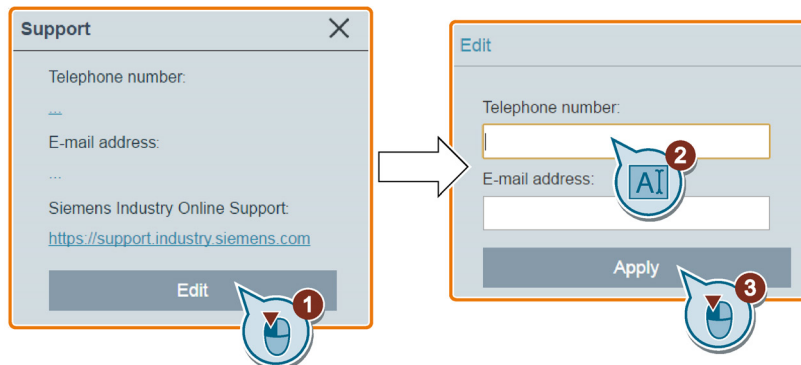 Support
Telephone number:
...
E-mail address:
...
Siemens Industry Online Support:
https://support.industry.siemens.com
Edit
1
Edit
Telephone number:
2
AI
E-mail address:
Apply
3